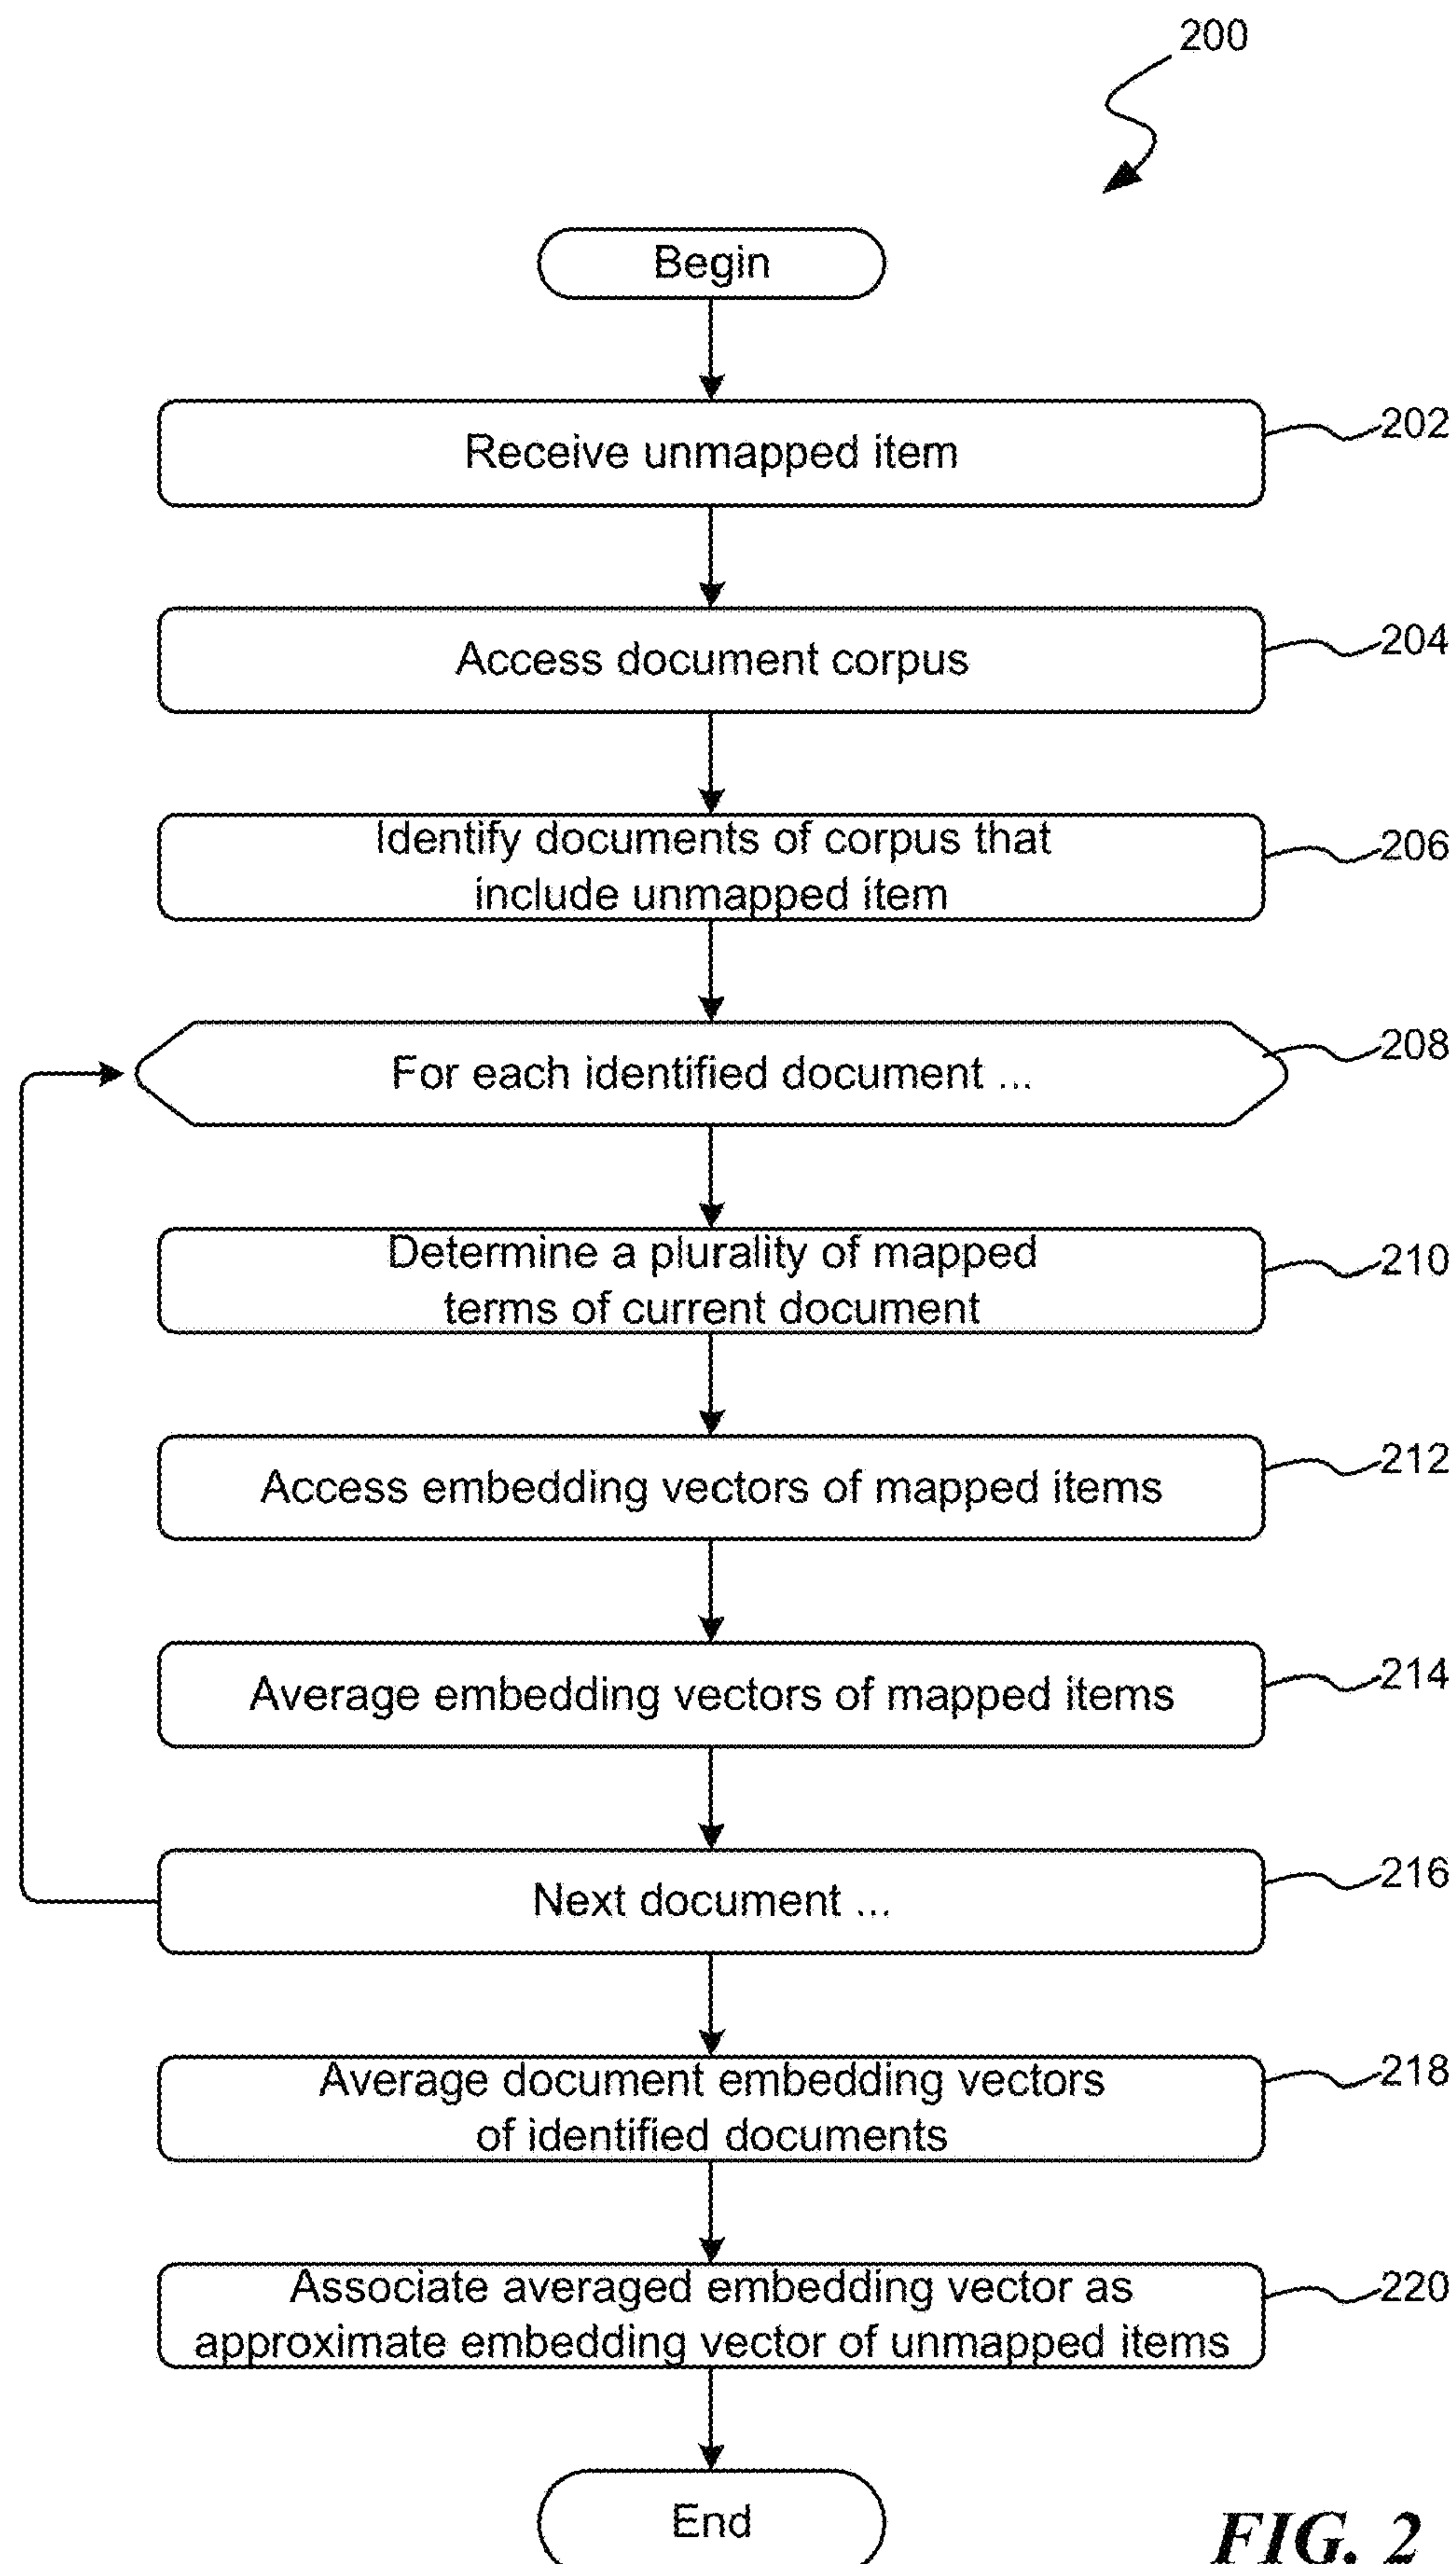 200
Begin
Receive unmapped item
202
Access document corpus
204
Identify documents of corpus that
include unmapped item
206
For each identified document ...
208
Determine a plurality of mapped
terms of current document
210
Access embedding vectors of mapped items
212
Average embedding vectors of mapped items
214
Next document ...
216
Average document embedding vectors
of identified documents
218
Associate averaged embedding vector as
approximate embedding vector of unmapped items
220
End
FIG. 2